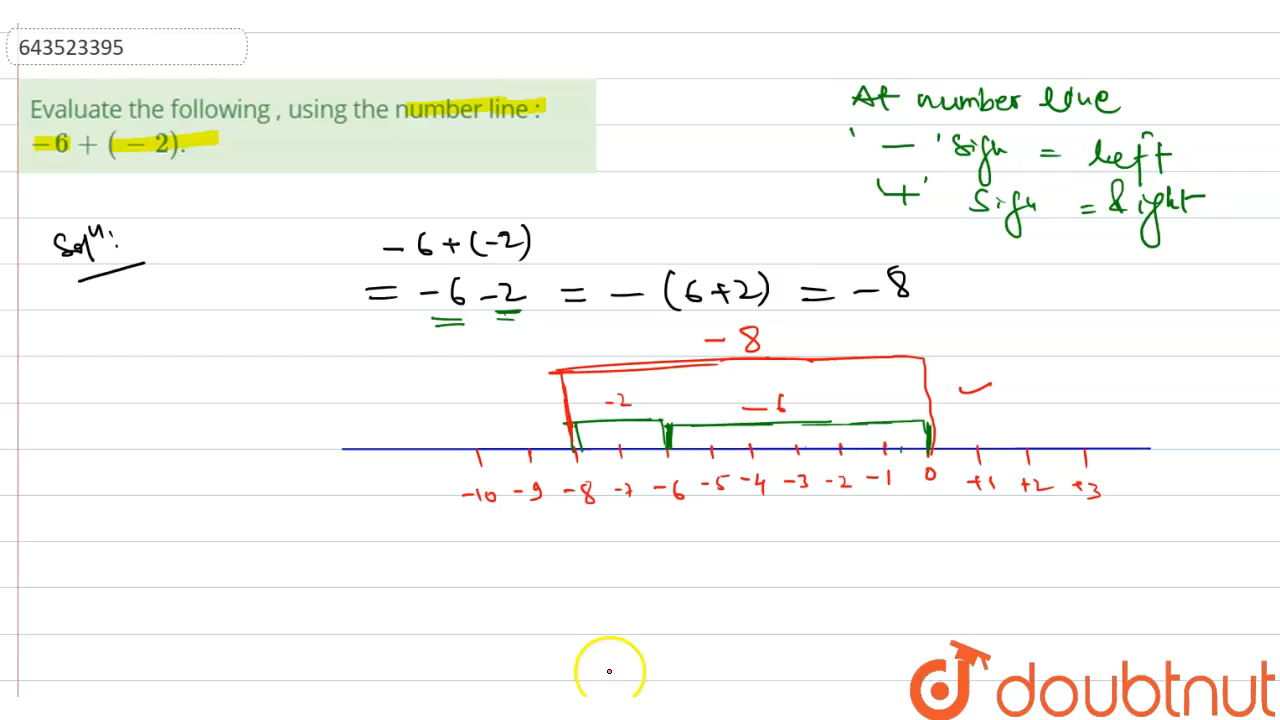 643523395
Evaluate the following , using the number line :
−6 + (−2).
At number line
'−' sign = left
'+' sign = Right
Solⁿ:
−6+(−2)
= −6 −2 = −(6+2) = −8
−8
−2 −6
−10 −9 −8 −7 −6 −5 −4 −3 −2 −1 0 +1 +2 +3
doubtnut